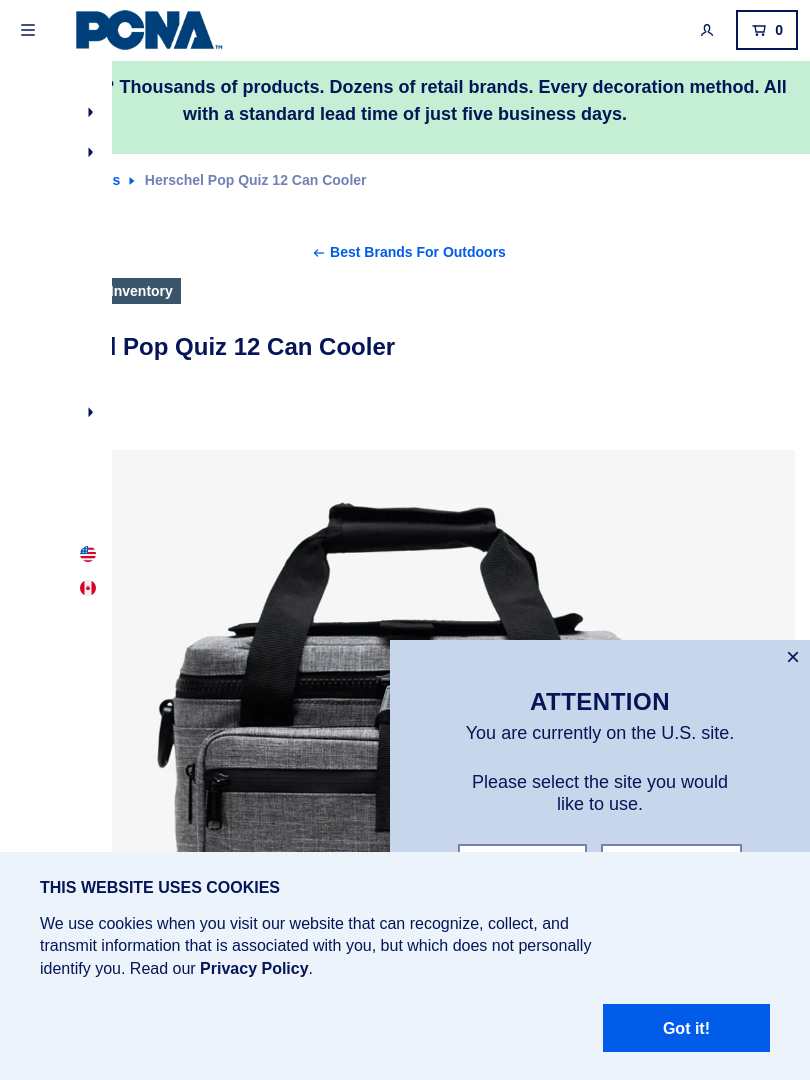 PCNA™
0
Thousands of products. Dozens of retail brands. Every decoration method. All
with a standard lead time of just five business days.
s Herschel Pop Quiz 12 Can Cooler
← Best Brands For Outdoors
Inventory
l Pop Quiz 12 Can Cooler
ATTENTION
You are currently on the U.S. site.
Please select the site you would
like to use.
THIS WEBSITE USES COOKIES
We use cookies when you visit our website that can recognize, collect, and
transmit information that is associated with you, but which does not personally
identify you. Read our Privacy Policy.
Got it!